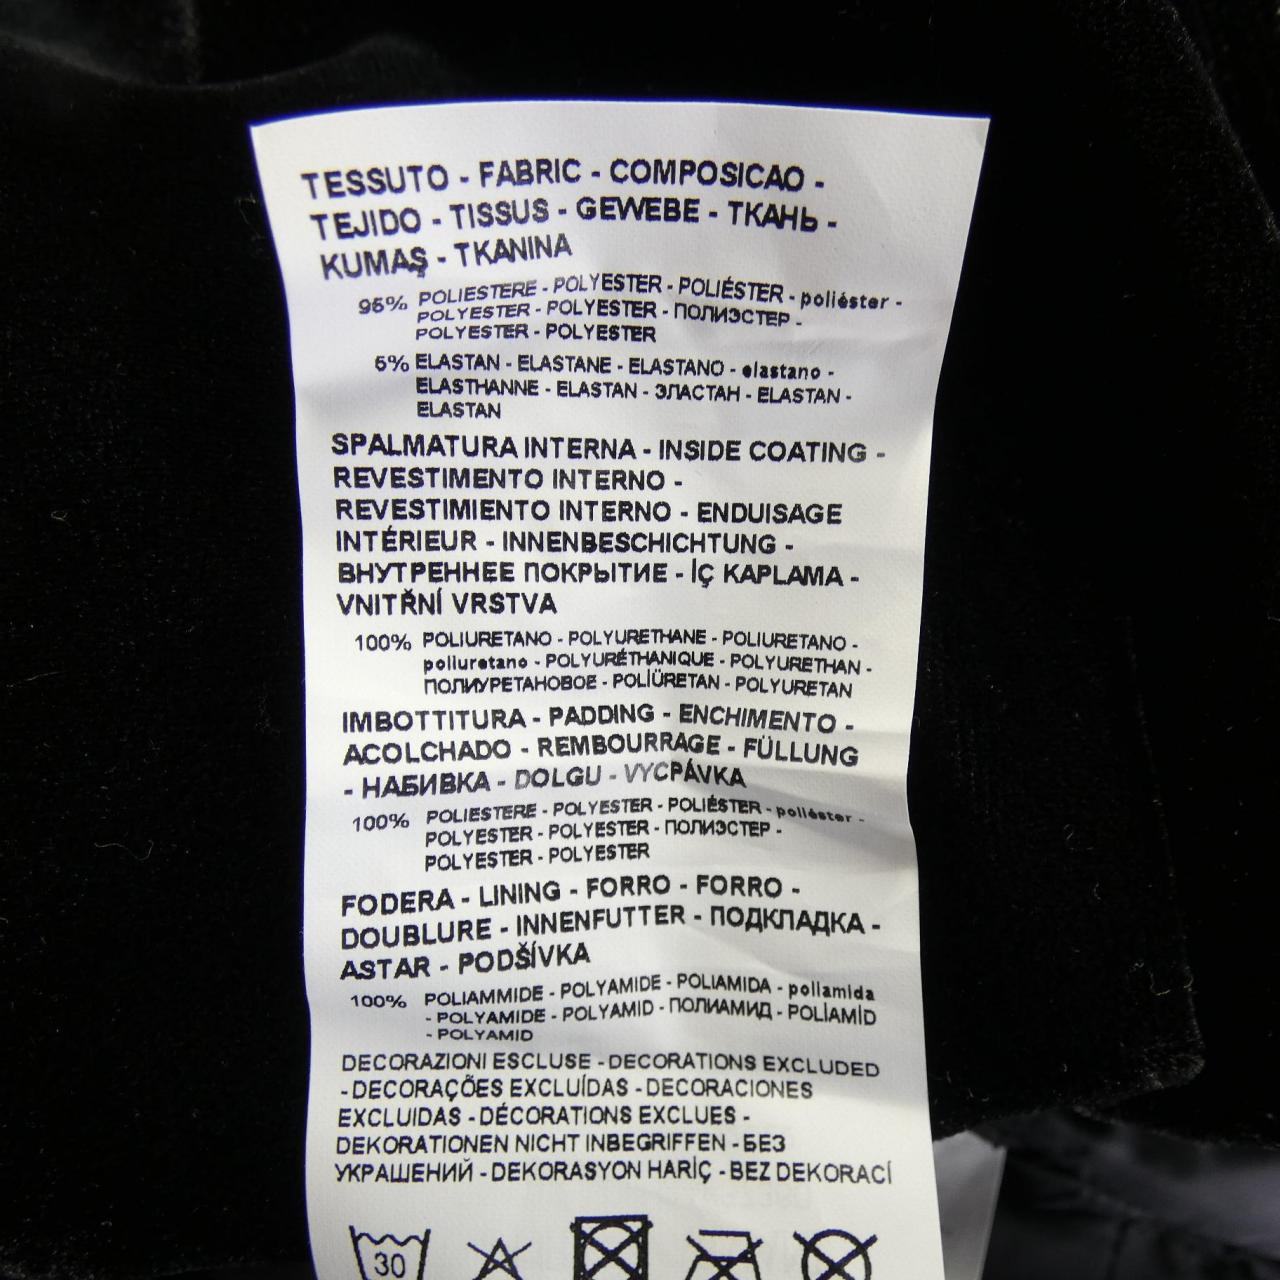 TESSUTO - FABRIC - COMPOSICAO -
TEJIDO - TISSUS - GEWEBE - ТКАНЬ -
KUMAŞ - TKANINA
95% POLIESTERE - POLYESTER - POLIÉSTER - poliéster -
POLYESTER - POLYESTER - ПОЛИЭСТЕР -
POLYESTER - POLYESTER
5% ELASTAN - ELASTANE - ELASTANO - elastano -
ELASTHANNE - ELASTAN - ЭЛАСТАН - ELASTAN -
ELASTAN
SPALMATURA INTERNA - INSIDE COATING -
REVESTIMENTO INTERNO -
REVESTIMIENTO INTERNO - ENDUISAGE
INTÉRIEUR - INNENBESCHICHTUNG -
ВНУТРЕННЕЕ ПОКРЫТИЕ - İÇ KAPLAMA -
VNITŘNÍ VRSTVA
100% POLIURETANO - POLYURETHANE - POLIURETANO -
poliuretano - POLYURÉTHANIQUE - POLYURETHAN -
ПОЛИУРЕТАНОВОЕ - POLİÜRETAN - POLYURETAN
IMBOTTITURA - PADDING - ENCHIMENTO -
ACOLCHADO - REMBOURRAGE - FÜLLUNG
- НАБИВКА - DOLGU - VYCPÁVKA
100% POLIESTERE - POLYESTER - POLIÉSTER - poliéster -
POLYESTER - POLYESTER - ПОЛИЭСТЕР -
POLYESTER - POLYESTER
FODERA - LINING - FORRO - FORRO -
DOUBLURE - INNENFUTTER - ПОДКЛАДКА -
ASTAR - PODŠÍVKA
100% POLIAMMIDE - POLYAMIDE - POLIAMIDA - poliamida
- POLYAMIDE - POLYAMID - ПОЛИАМИД - POLİAMİD
- POLYAMID
DECORAZIONI ESCLUSE - DECORATIONS EXCLUDED
- DECORAÇÕES EXCLUÍDAS - DECORACIONES
EXCLUIDAS - DÉCORATIONS EXCLUES -
DEKORATIONEN NICHT INBEGRIFFEN - БЕЗ
УКРАШЕНИЙ - DEKORASYON HARİÇ - BEZ DEKORACÍ
30